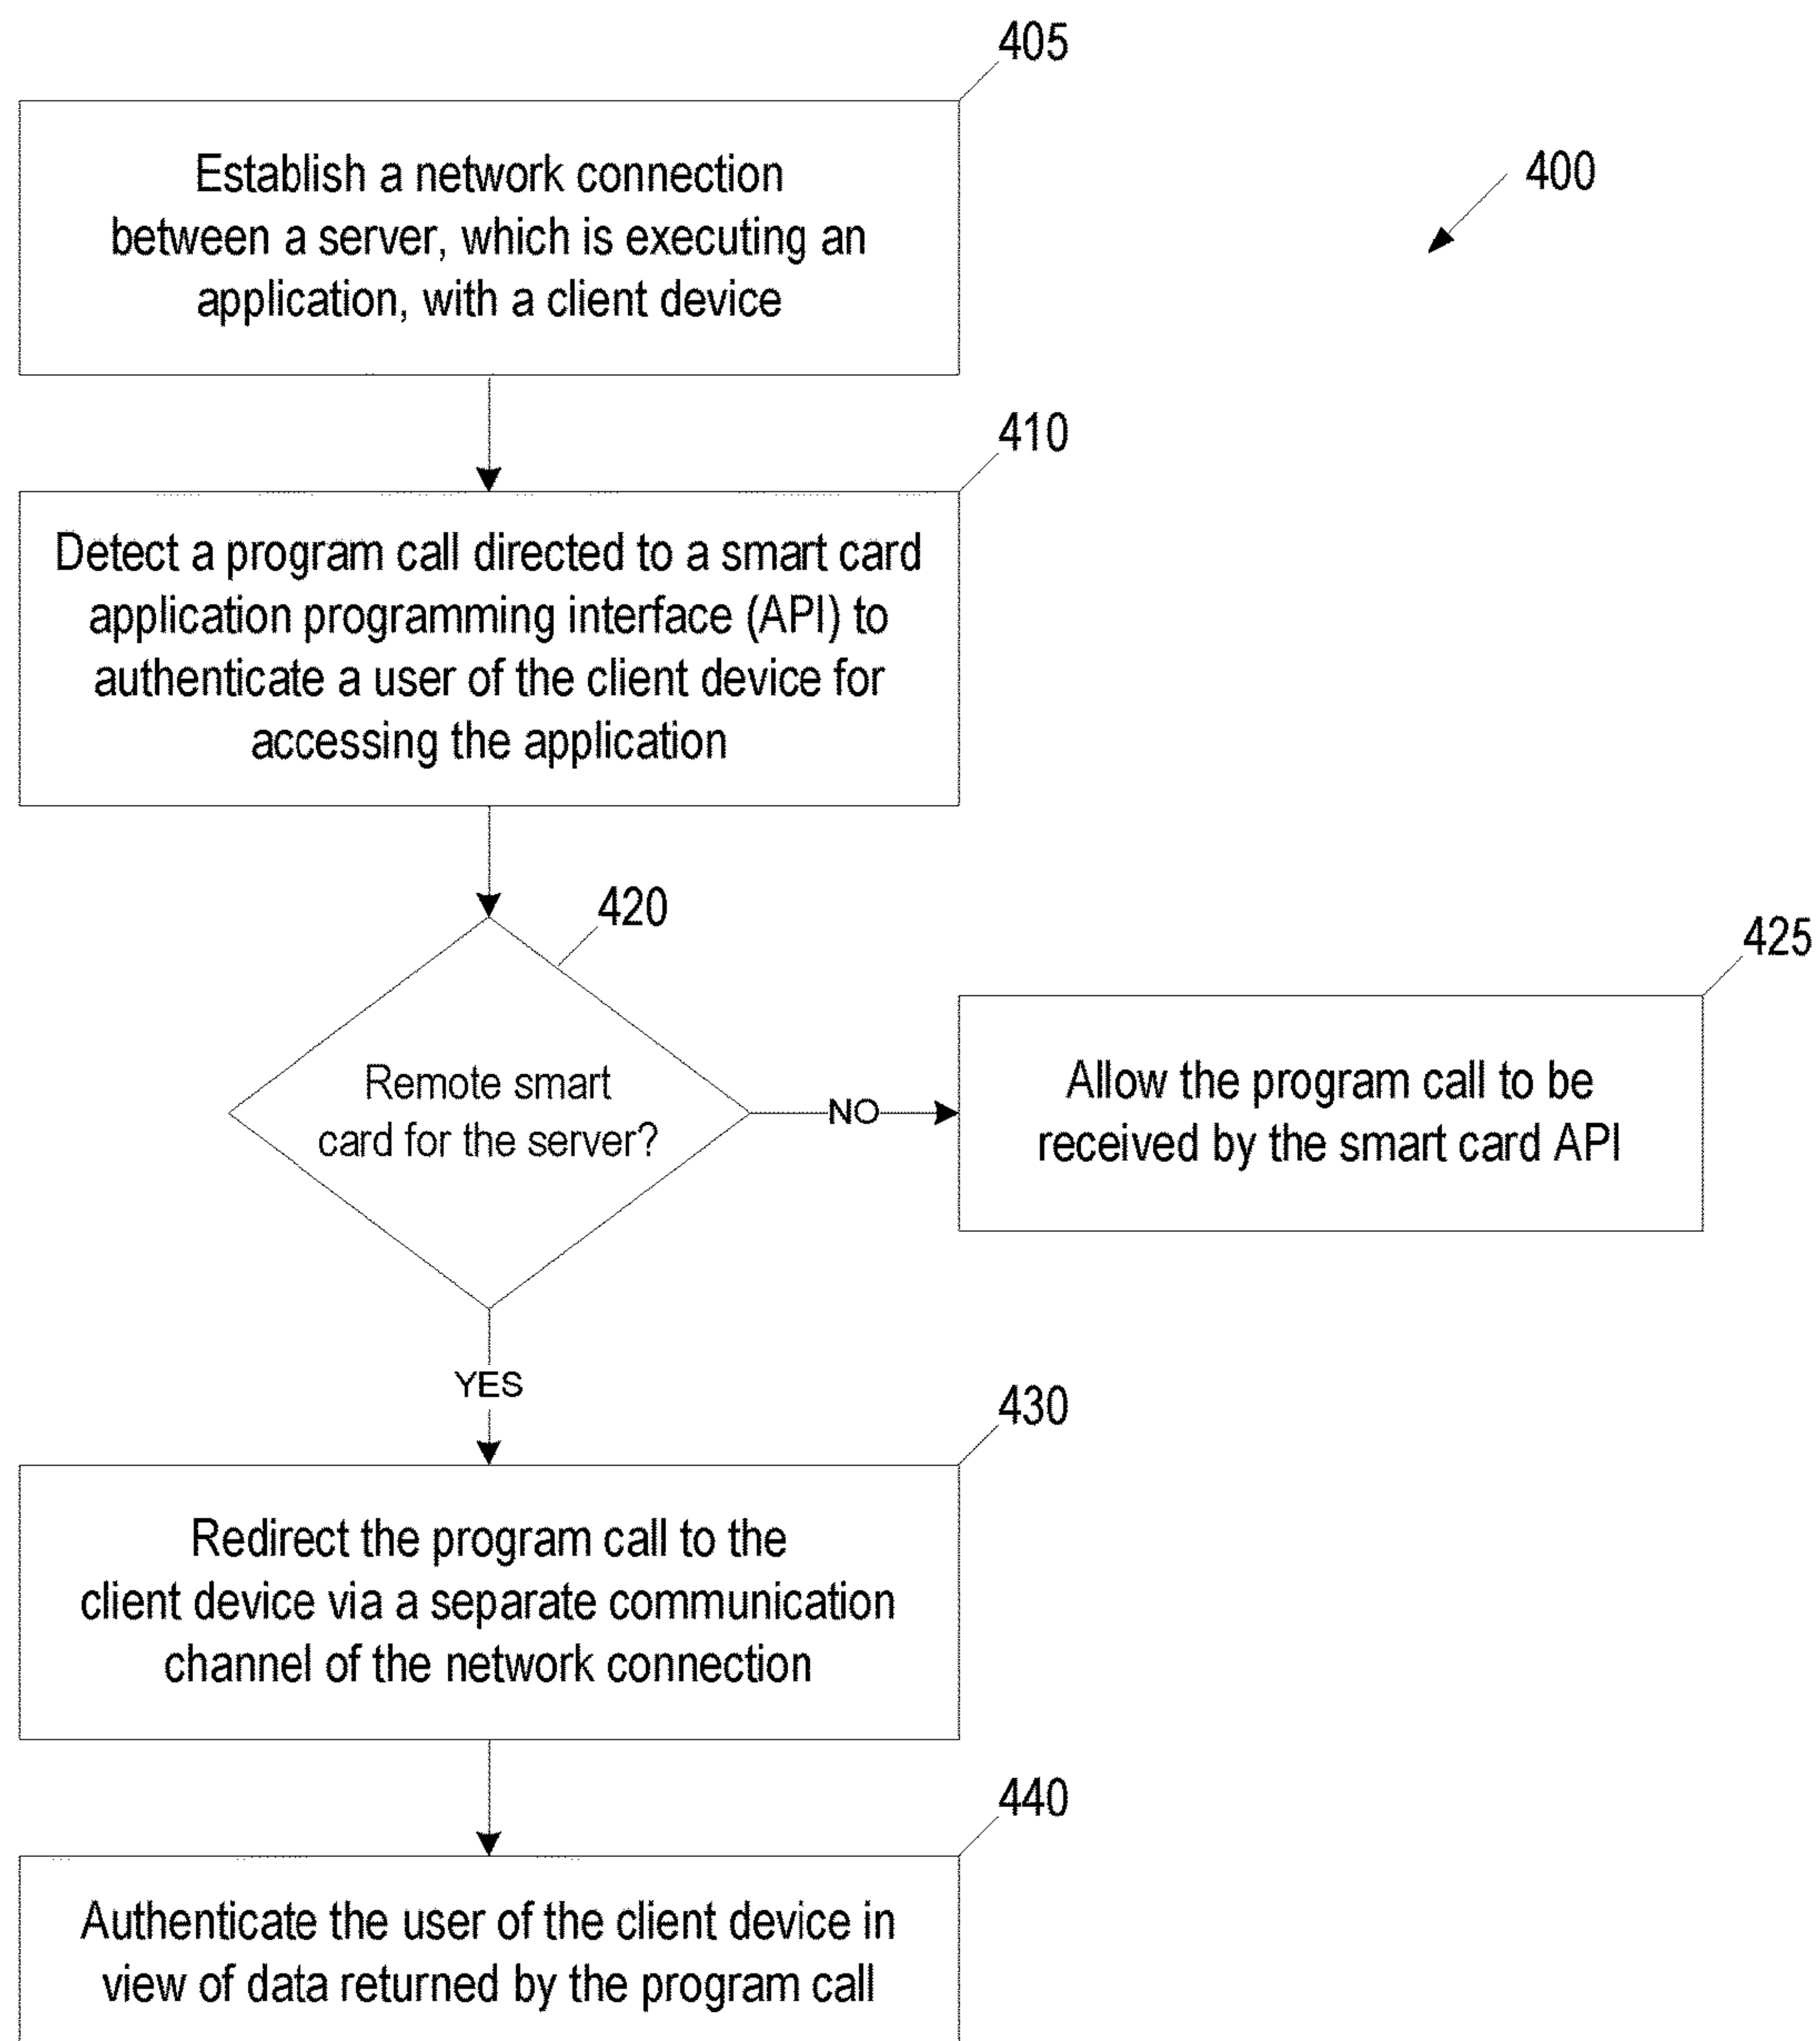 405
Establish a network connection
between a server, which is executing an
application, with a client device
400
410
Detect a program call directed to a smart card
application programming interface (API) to
authenticate a user of the client device for
accessing the application
420
Remote smart
card for the server?
NO
425
Allow the program call to be
received by the smart card API
YES
430
Redirect the program call to the
client device via a separate communication
channel of the network connection
440
Authenticate the user of the client device in
view of data returned by the program call